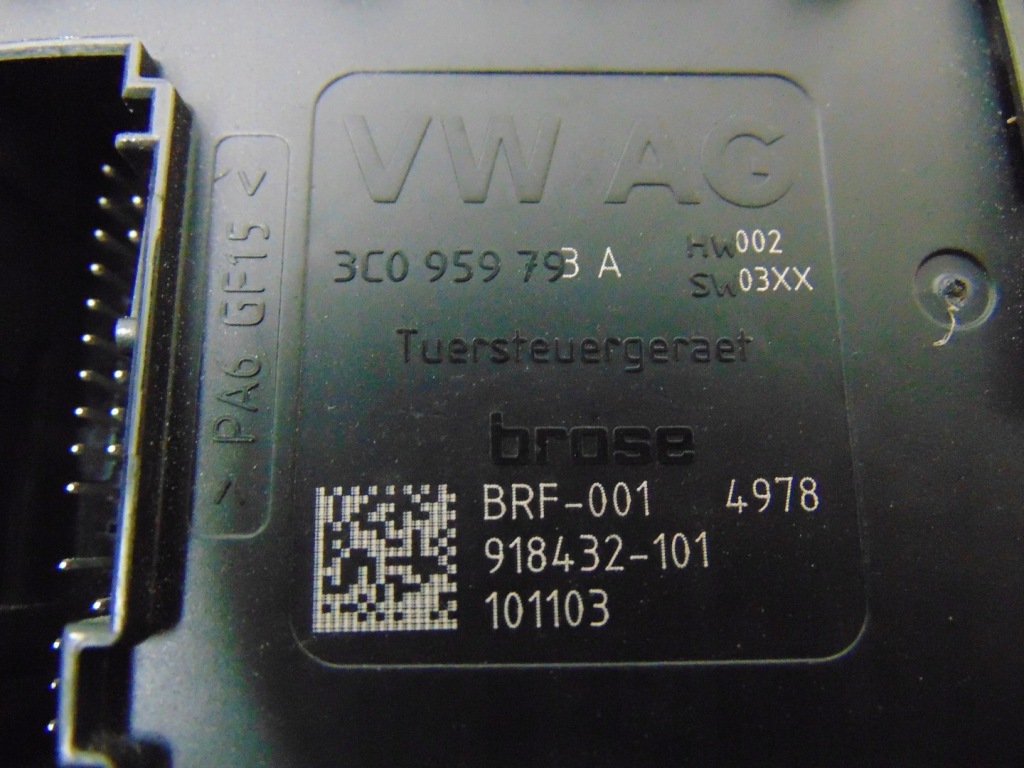 VW AG
3C0 959 793 A
HW002
SW03XX
Tuersteuergeraet
brose
BRF-001 4978
918432-101
101103
>PA6 GF15<